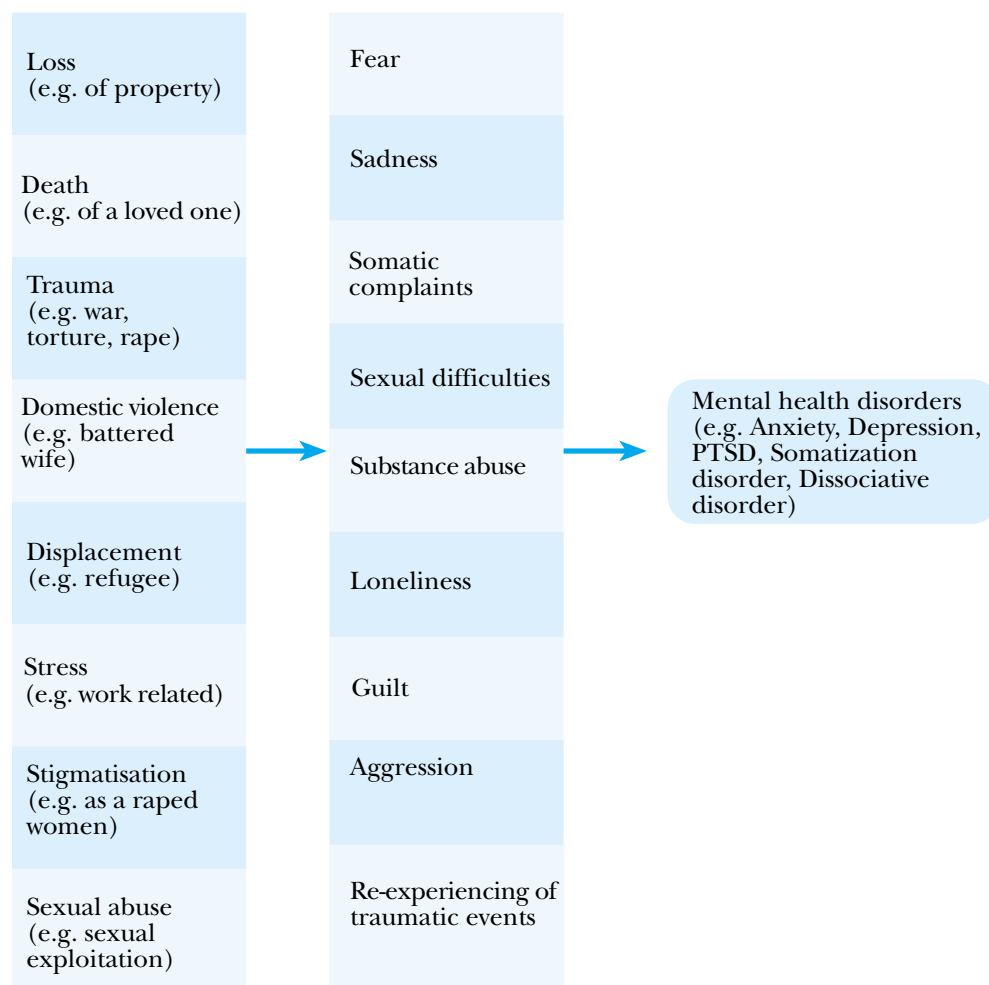 Loss
(e.g. of property)
Death
(e.g. of a loved one)
Trauma
(e.g. war,
torture, rape)
Domestic violence
(e.g. battered
wife)
Displacement
(e.g. refugee)
Stress
(e.g. work related)
Stigmatisation
(e.g. as a raped
women)
Sexual abuse
(e.g. sexual
exploitation)
Fear
Sadness
Somatic
complaints
Sexual difficulties
Substance abuse
Loneliness
Guilt
Aggression
Re-experiencing of
traumatic events
Mental health disorders
(e.g. Anxiety, Depression,
PTSD, Somatization
disorder, Dissociative
disorder)